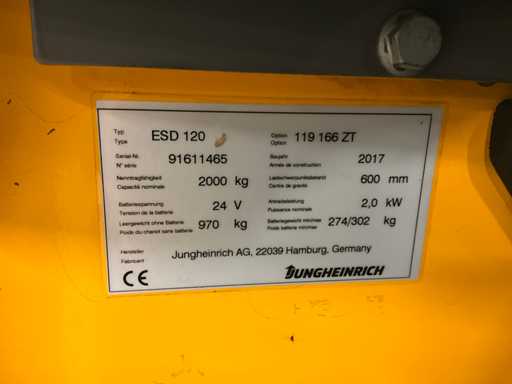 Typ
Type
ESD 120
Option
Option
119 166 ZT
Serial-Nr.
N° série
91611465
Baujahr
Année de construction
2017
Nenntragfähigkeit
Capacité nominale
2000 kg
Lastschwerpunktabstand
Centre de gravité
600 mm
Batteriespannung
Tension de la batterie
24 V
Antriebsleistung
Puissance nominale
2,0 kW
Leergewicht ohne Batterie
Poids du chariot sans batterie
970 kg
Batteriegewicht min/max
Poids batterie min/max
274/302 kg
Hersteller
Fabricant
Jungheinrich AG, 22039 Hamburg, Germany
CE
JUNGHEINRICH